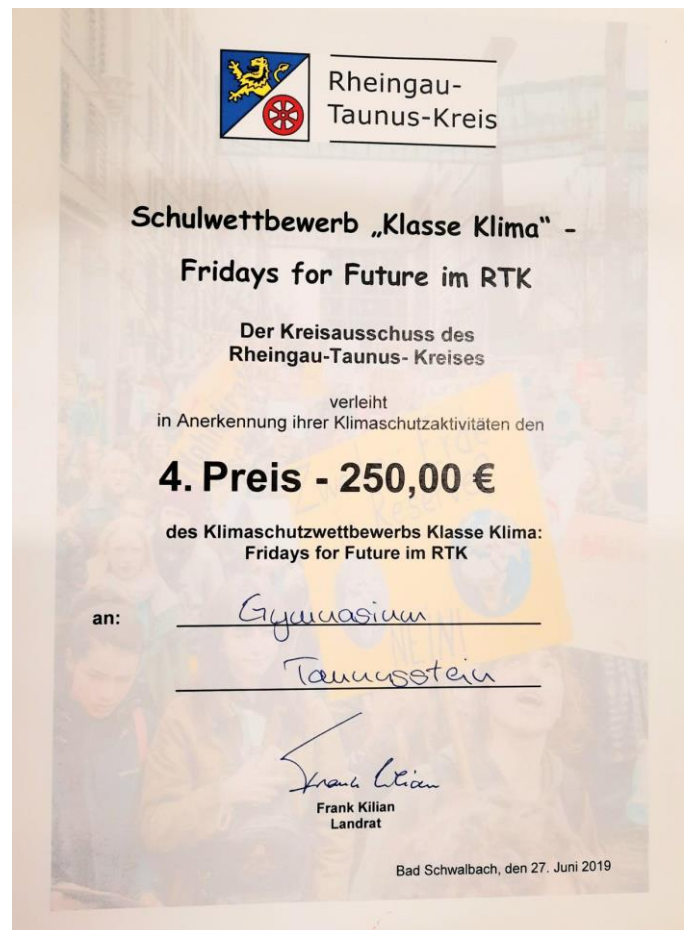 Rheingau-
Taunus-Kreis
Schulwettbewerb „Klasse Klima“ -
Fridays for Future im RTK
Der Kreisausschuss des
Rheingau-Taunus- Kreises
verleiht
in Anerkennung ihrer Klimaschutzaktivitäten den
4. Preis - 250,00 €
des Klimaschutzwettbewerbs Klasse Klima:
Fridays for Future im RTK
an: Gymnasium
Taunusstein
Frank Kilian
Frank Kilian
Landrat
Bad Schwalbach, den 27. Juni 2019